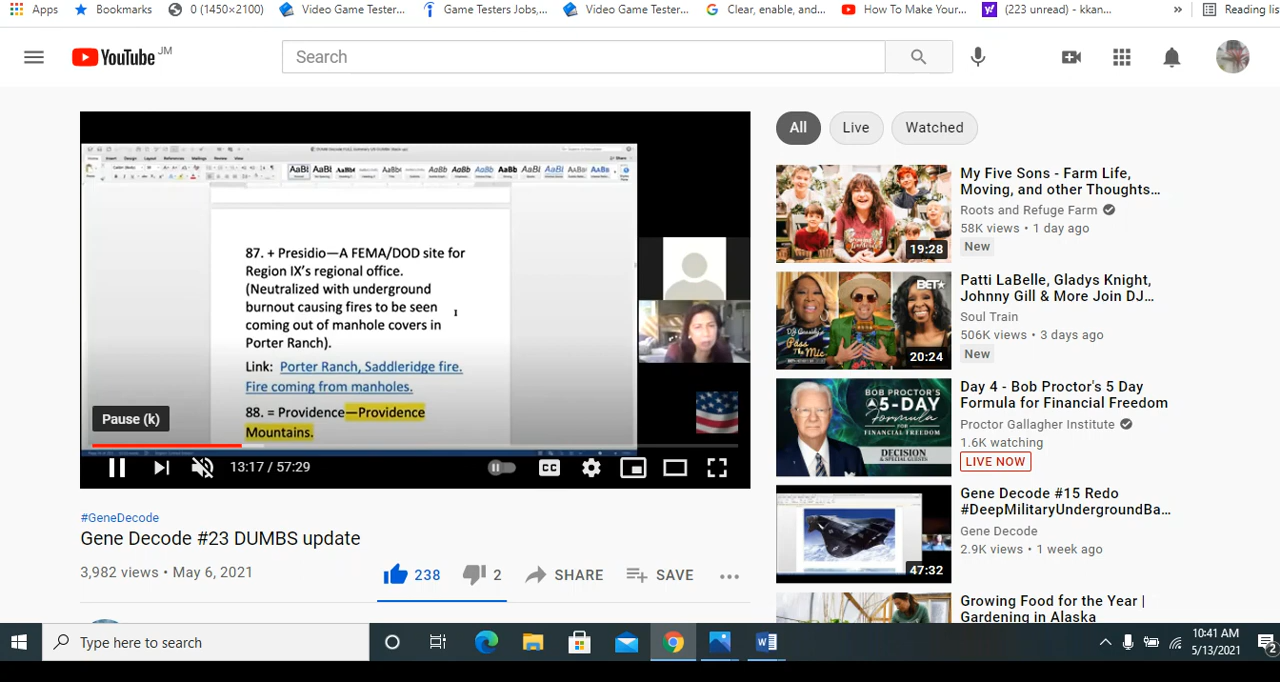 Apps
Bookmarks
0 (1450×2100)
Video Game Tester...
Game Testers Jobs,...
Video Game Tester...
Clear, enable, and...
How To Make Your...
(223 unread) - kkan...
»
Reading lis
YouTube JM
Search
87. + Presidio—A FEMA/DOD site for
Region IX's regional office.
(Neutralized with underground
burnout causing fires to be seen
coming out of manhole covers in
Porter Ranch).
Link: Porter Ranch, Saddleridge fire.
Fire coming from manholes.
88. = Providence—Providence
Mountains.
Pause (k)
13:17 / 57:29
CC
#GeneDecode
Gene Decode #23 DUMBS update
3,982 views • May 6, 2021
238
2
SHARE
SAVE
All
Live
Watched
19:28
My Five Sons - Farm Life,
Moving, and other Thoughts...
Roots and Refuge Farm
58K views • 1 day ago
New
BET
Pass
The Mic
20:24
Patti LaBelle, Gladys Knight,
Johnny Gill & More Join DJ...
Soul Train
506K views • 3 days ago
New
BOB PROCTOR'S
5-DAY
Formula
FOR
FINANCIAL FREEDOM
DECISION
& SPECIAL GUESTS
Day 4 - Bob Proctor's 5 Day
Formula for Financial Freedom
Proctor Gallagher Institute
1.6K watching
LIVE NOW
47:32
Gene Decode #15 Redo
#DeepMilitaryUndergroundBa...
Gene Decode
2.9K views • 1 week ago
Growing Food for the Year |
Gardening in Alaska
Type here to search
10:41 AM
5/13/2021
2